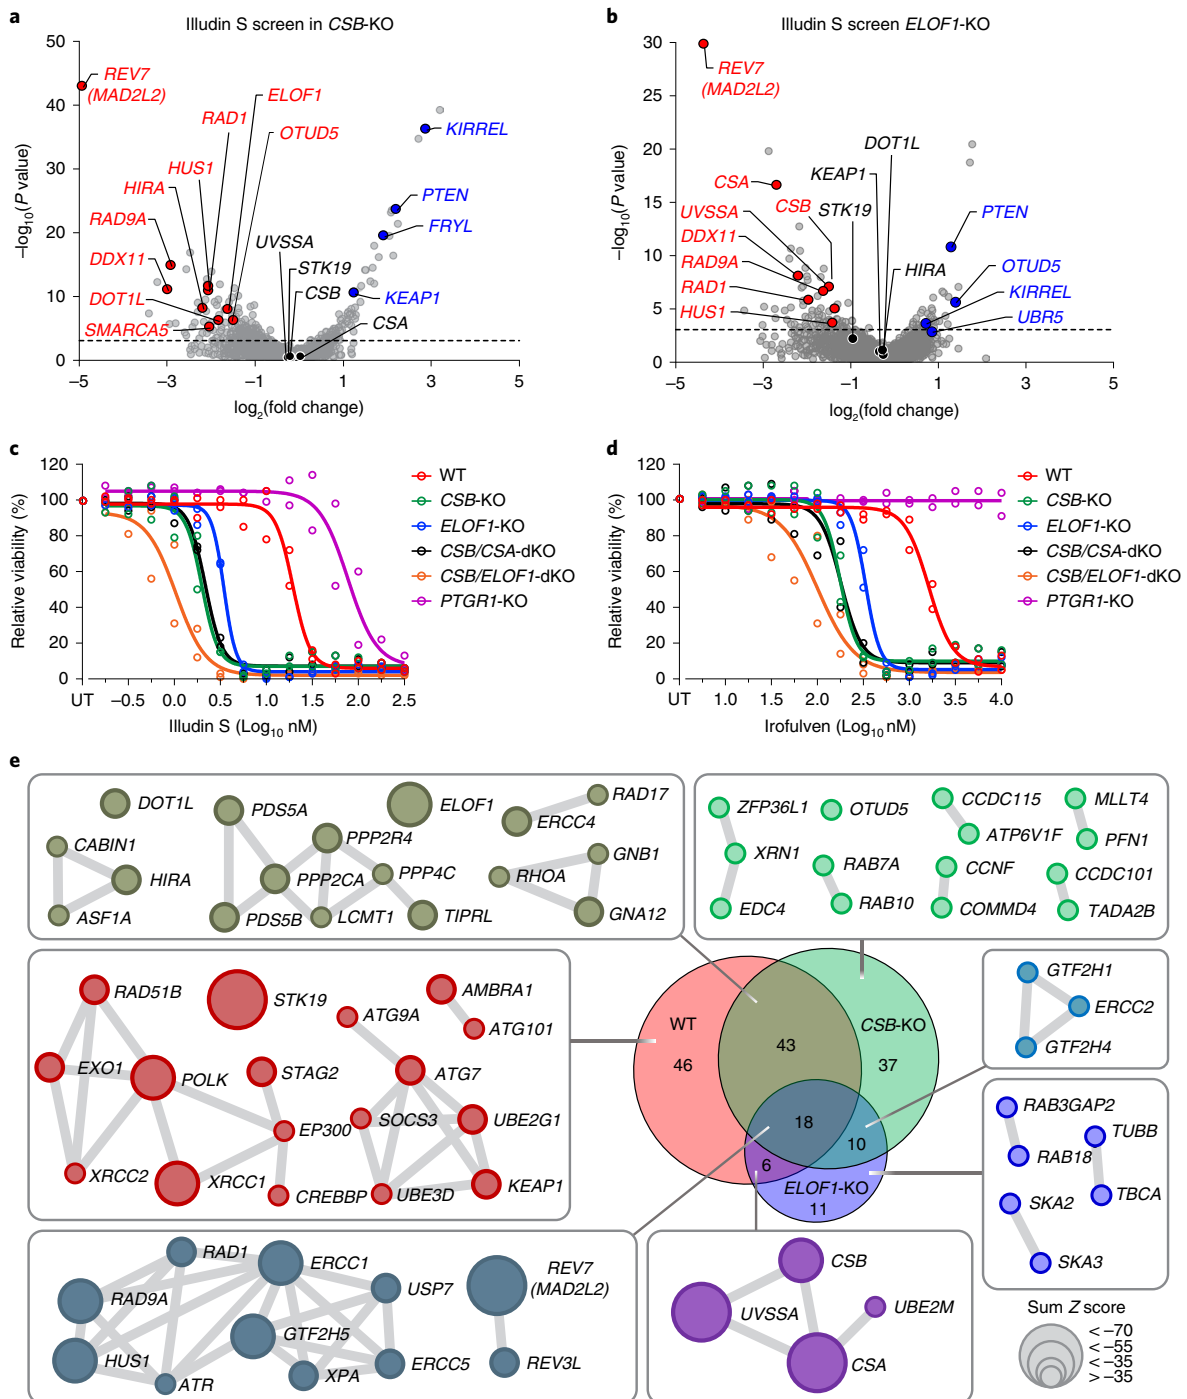 a
Illudin S screen in CSB-KO
50
40
30
20
10
0
–log10(P value)
–5
–3
–1
1
3
5
log2(fold change)
REV7
(MAD2L2)
ELOF1
RAD1
OTUD5
HUS1
HIRA
RAD9A
DDX11
DOT1L
SMARCA5
UVSSA
STK19
CSB
CSA
KIRREL
PTEN
FRYL
KEAP1
b
Illudin S screen ELOF1-KO
30
25
20
15
10
5
0
–log10(P value)
–5
–3
–1
1
3
5
log2(fold change)
REV7
(MAD2L2)
CSA
UVSSA
CSB
DDX11
RAD9A
RAD1
HUS1
DOT1L
KEAP1
STK19
HIRA
PTEN
OTUD5
KIRREL
UBR5
c
120
100
80
60
40
20
0
Relative viability (%)
UT
–0.5
0.0
0.5
1.0
1.5
2.0
2.5
Illudin S (Log10 nM)
WT
CSB-KO
ELOF1-KO
CSB/CSA-dKO
CSB/ELOF1-dKO
PTGR1-KO
d
120
100
80
60
40
20
0
Relative viability (%)
UT
1.0
1.5
2.0
2.5
3.0
3.5
4.0
Irofulven (Log10 nM)
WT
CSB-KO
ELOF1-KO
CSB/CSA-dKO
CSB/ELOF1-dKO
PTGR1-KO
e
DOT1L
PDS5A
ELOF1
RAD17
ERCC4
CABIN1
PPP2R4
GNB1
HIRA
PPP2CA
PPP4C
RHOA
ASF1A
PDS5B
LCMT1
TIPRL
GNA12
ZFP36L1
OTUD5
CCDC115
MLLT4
ATP6V1F
PFN1
XRN1
RAB7A
CCNF
CCDC101
EDC4
RAB10
COMMD4
TADA2B
RAD51B
STK19
AMBRA1
ATG9A
ATG101
EXO1
POLK
STAG2
ATG7
SOCS3
UBE2G1
EP300
XRCC2
XRCC1
CREBBP
UBE3D
KEAP1
WT
46
43
CSB-KO
37
18
10
6
ELOF1-KO
11
GTF2H1
ERCC2
GTF2H4
RAB3GAP2
TUBB
RAB18
TBCA
SKA2
SKA3
RAD1
ERCC1
REV7
(MAD2L2)
RAD9A
USP7
GTF2H5
HUS1
ATR
XPA
ERCC5
REV3L
CSB
UVSSA
UBE2M
CSA
Sum Z score
< –70
< –55
< –35
> –35